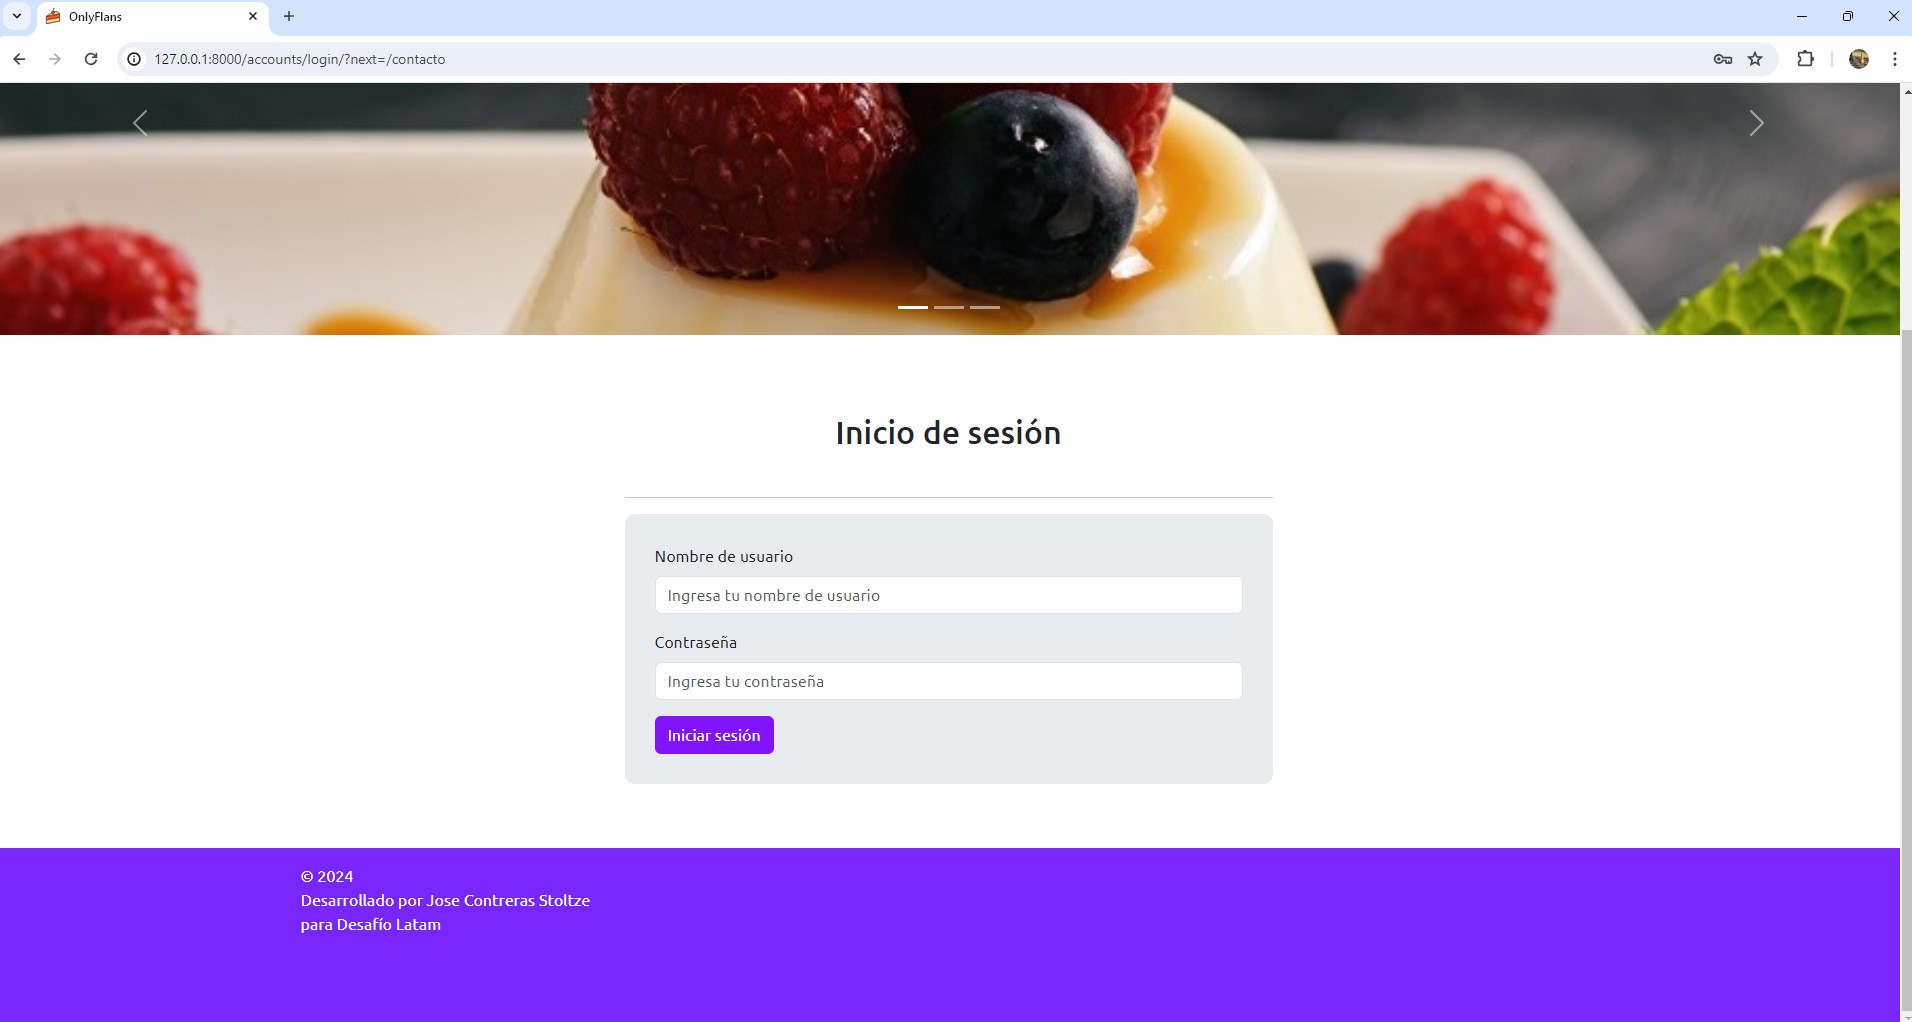 OnlyFlans
127.0.0.1:8000/accounts/login/?next=/contacto
Inicio de sesión
Nombre de usuario
Ingresa tu nombre de usuario
Contraseña
Ingresa tu contraseña
Iniciar sesión
© 2024
Desarrollado por Jose Contreras Stoltze
para Desafío Latam